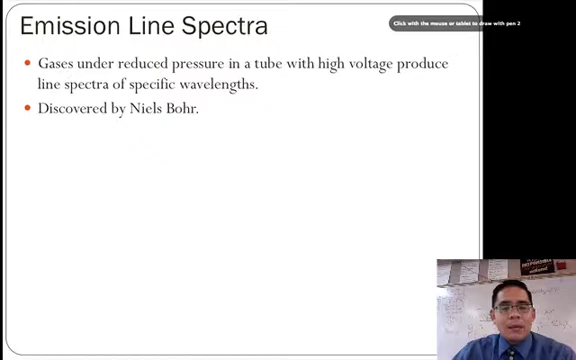 Emission Line Spectra
Click with the mouse or tablet to draw with pen 2
• Gases under reduced pressure in a tube with high voltage produce
line spectra of specific wavelengths.
• Discovered by Niels Bohr.